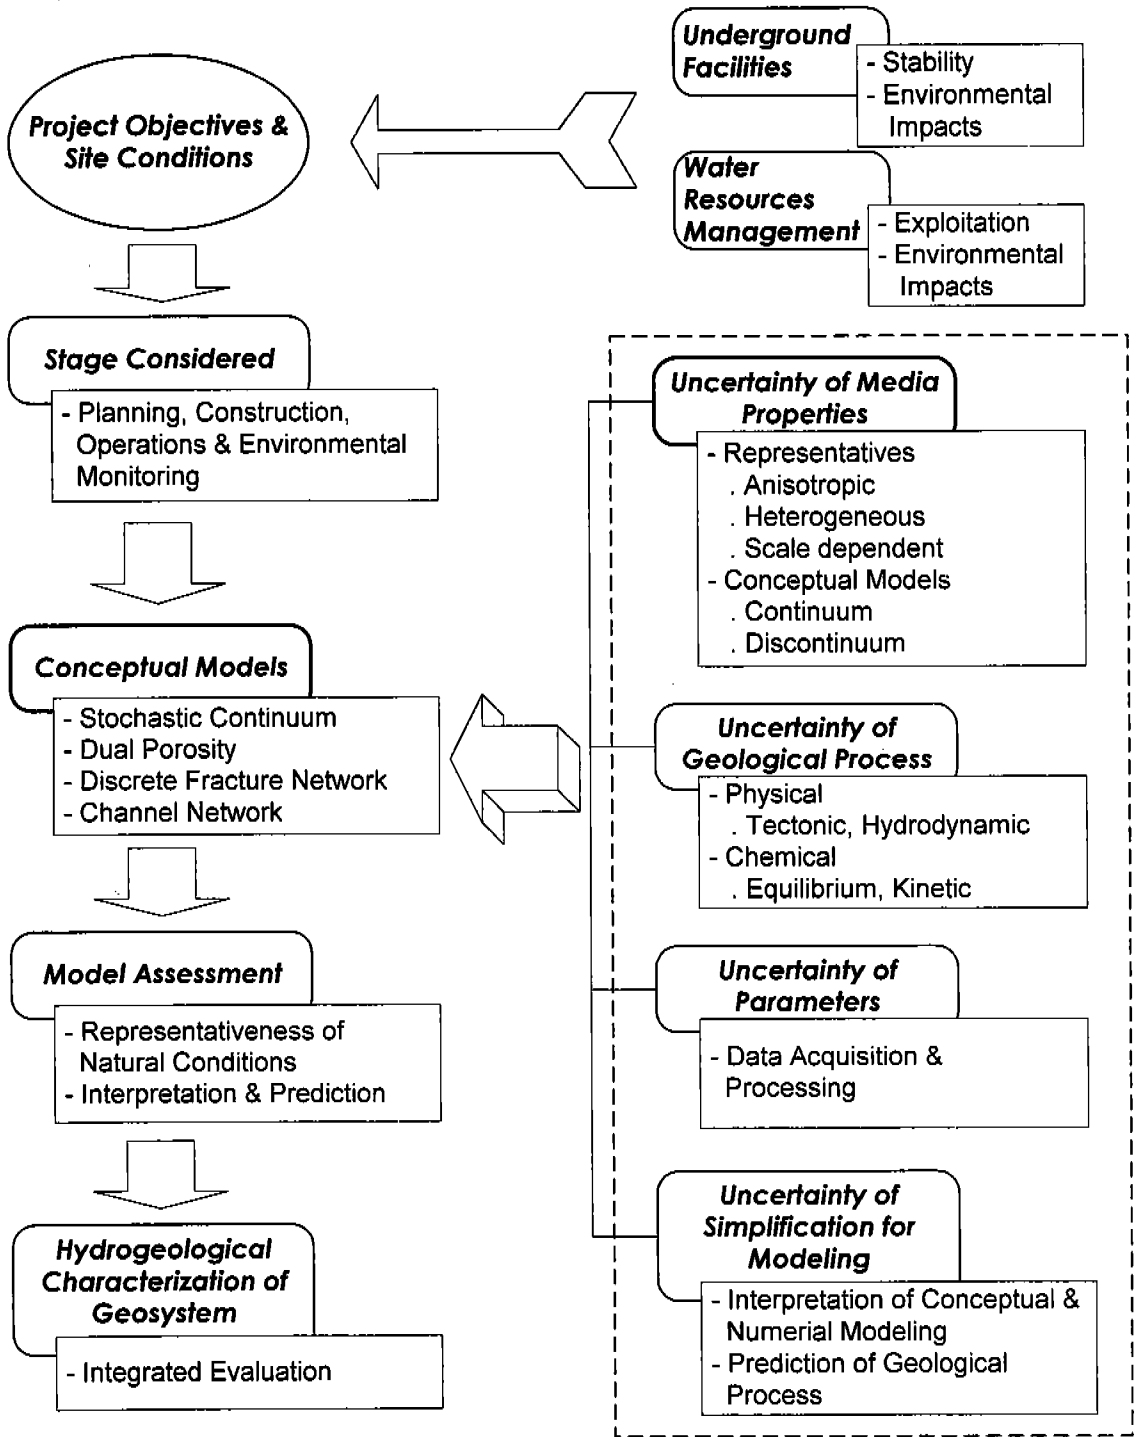 Project Objectives &
Site Conditions
Underground
Facilities
- Stability
- Environmental
Impacts
Water
Resources
Management
- Exploitation
- Environmental
Impacts
Stage Considered
- Planning, Construction,
Operations & Environmental
Monitoring
Conceptual Models
- Stochastic Continuum
- Dual Porosity
- Discrete Fracture Network
- Channel Network
Model Assessment
- Representativeness of
Natural Conditions
- Interpretation & Prediction
Hydrogeological
Characterization of
Geosystem
- Integrated Evaluation
Uncertainty of Media
Properties
- Representatives
. Anisotropic
. Heterogeneous
. Scale dependent
- Conceptual Models
. Continuum
. Discontinuum
Uncertainty of
Geological Process
- Physical
. Tectonic, Hydrodynamic
- Chemical
. Equilibrium, Kinetic
Uncertainty of
Parameters
- Data Acquisition &
Processing
Uncertainty of
Simplification for
Modeling
- Interpretation of Conceptual &
Numerial Modeling
- Prediction of Geological
Process